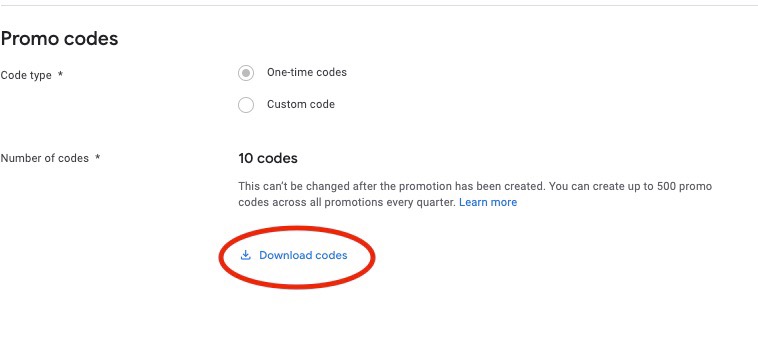 Promo codes
Code type *
One-time codes
Custom code
Number of codes *
10 codes
This can't be changed after the promotion has been created. You can create up to 500 promo
codes across all promotions every quarter. Learn more
Download codes